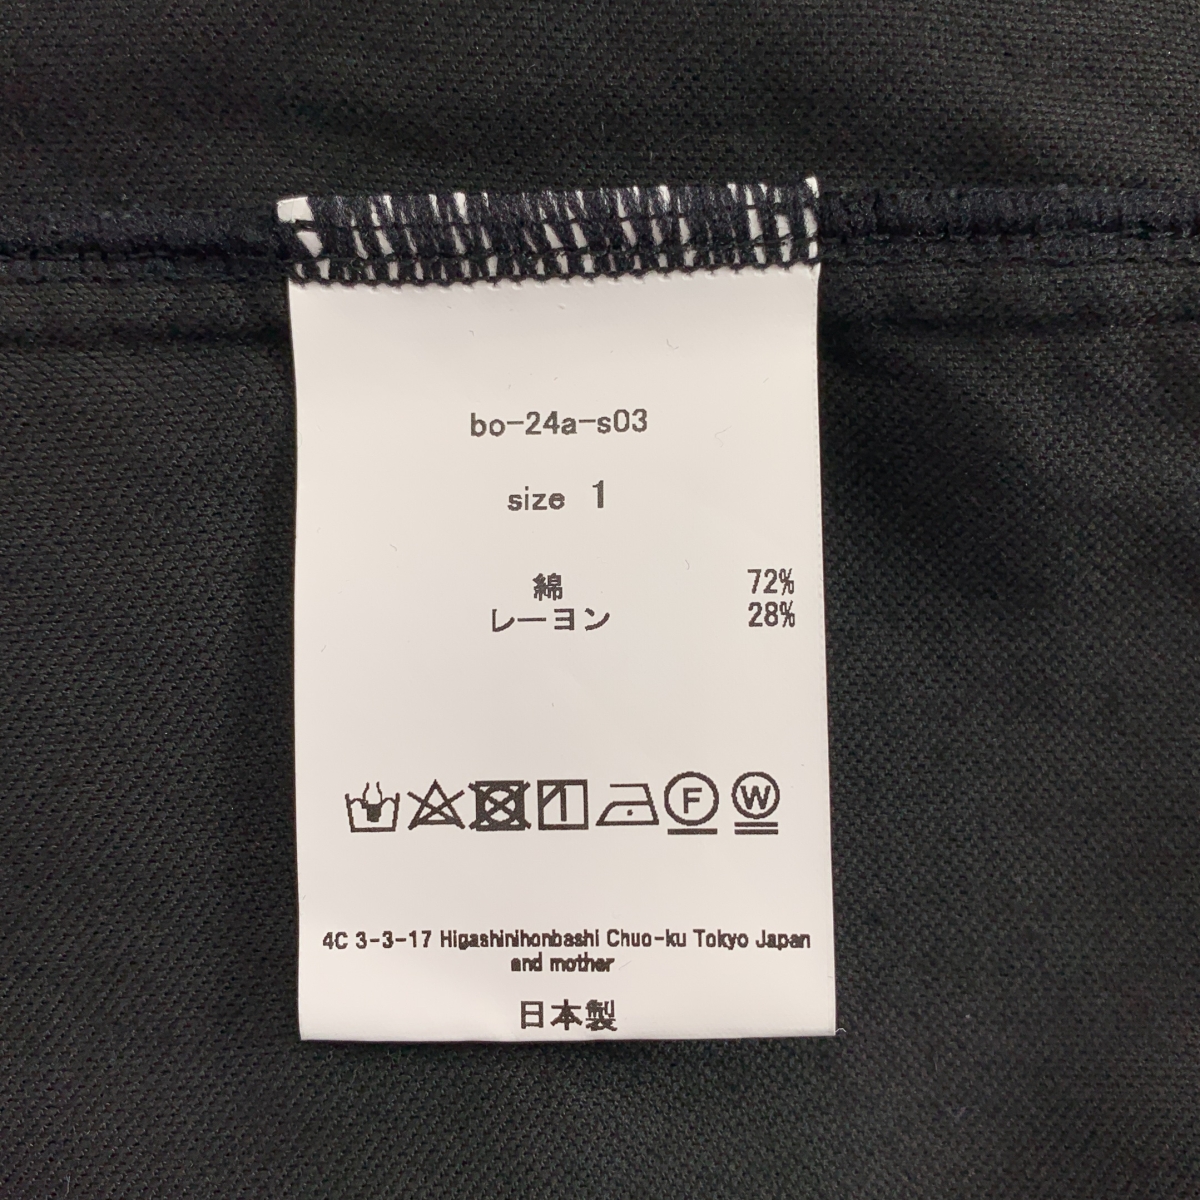 bo-24a-s03
size 1
綿 72%
レーヨン 28%
F W
4C 3-3-17 Higashinihonbashi Chuo-ku Tokyo Japan
and mother
日本製